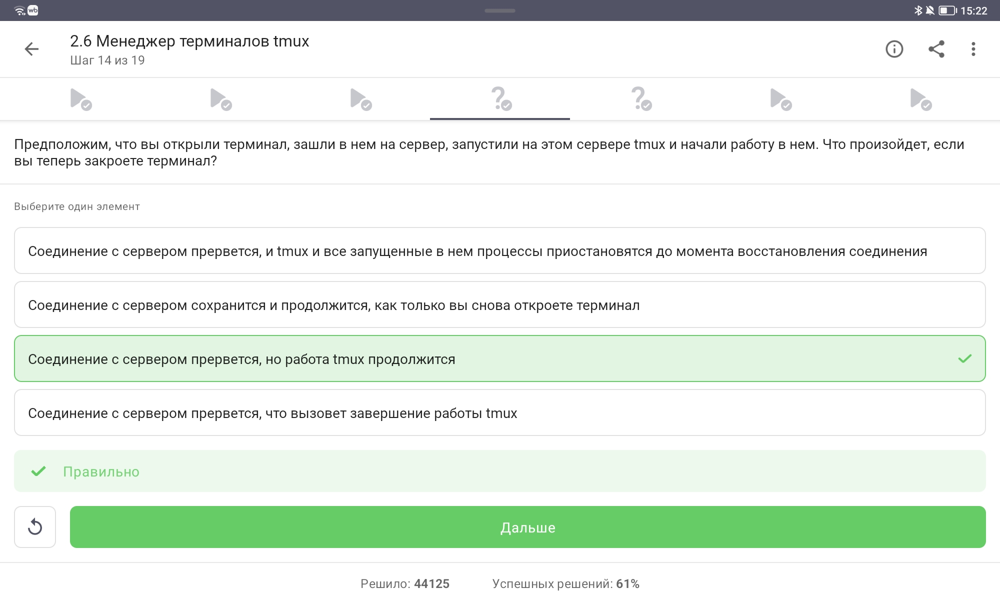 wb
15:22
2.6 Менеджер терминалов tmux
Шаг 14 из 19
Предположим, что вы открыли терминал, зашли в нем на сервер, запустили на этом сервере tmux и начали работу в нем. Что произойдет, если
вы теперь закроете терминал?
Выберите один элемент
Соединение с сервером прервется, и tmux и все запущенные в нем процессы приостановятся до момента восстановления соединения
Соединение с сервером сохранится и продолжится, как только вы снова откроете терминал
Соединение с сервером прервется, но работа tmux продолжится
Соединение с сервером прервется, что вызовет завершение работы tmux
Правильно
Дальше
Решило: 44125 Успешных решений: 61%